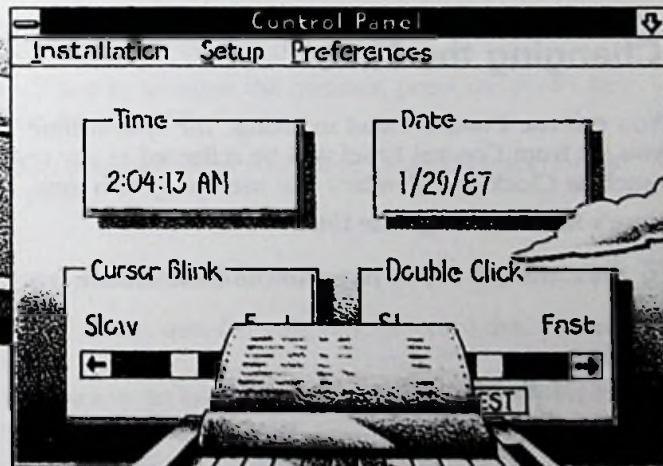 Control Panel
Installation Setup Preferences
Time
Date
2:04:13 AM
1/29/87
Cursor Blink
Double Click
Slow
Fast
EST